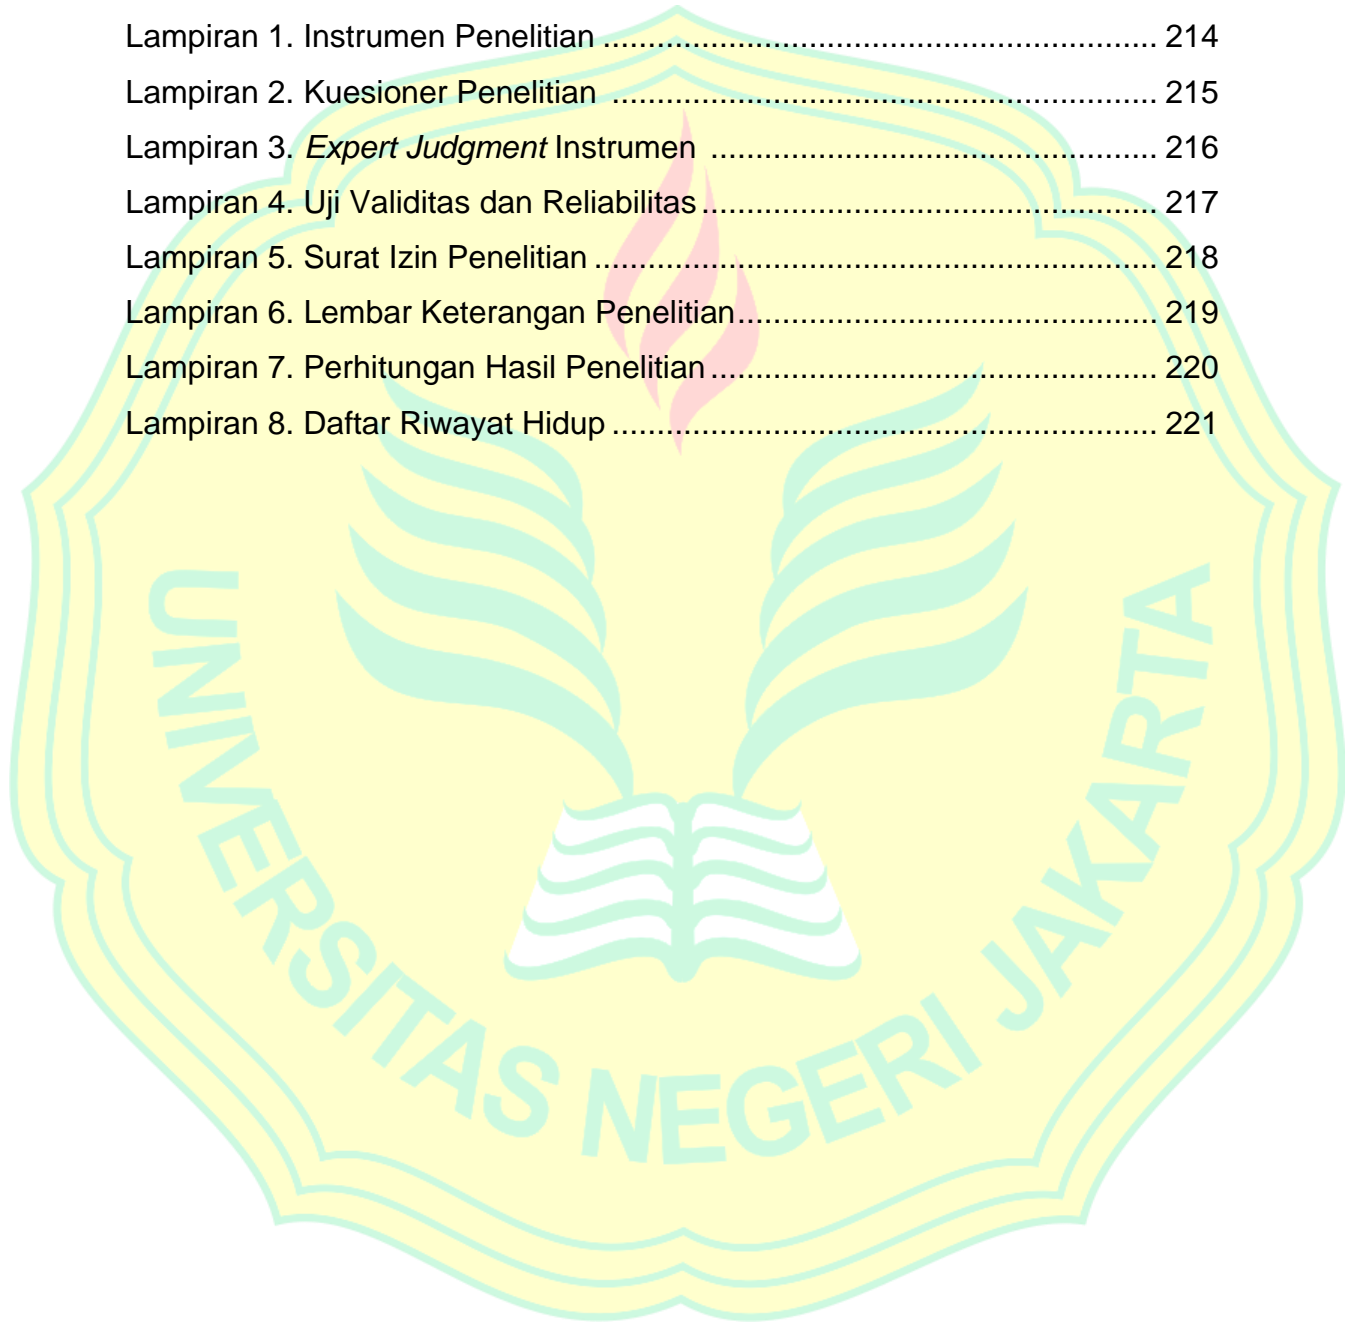 Lampiran 1. Instrumen Penelitian ............................................................. 214
Lampiran 2. Kuesioner Penelitian ............................................................ 215
Lampiran 3. Expert Judgment Instrumen ................................................. 216
Lampiran 4. Uji Validitas dan Reliabilitas .................................................. 217
Lampiran 5. Surat Izin Penelitian .............................................................. 218
Lampiran 6. Lembar Keterangan Penelitian .............................................. 219
Lampiran 7. Perhitungan Hasil Penelitian ................................................. 220
Lampiran 8. Daftar Riwayat Hidup ............................................................ 221
UNIVERSITAS NEGERI JAKARTA